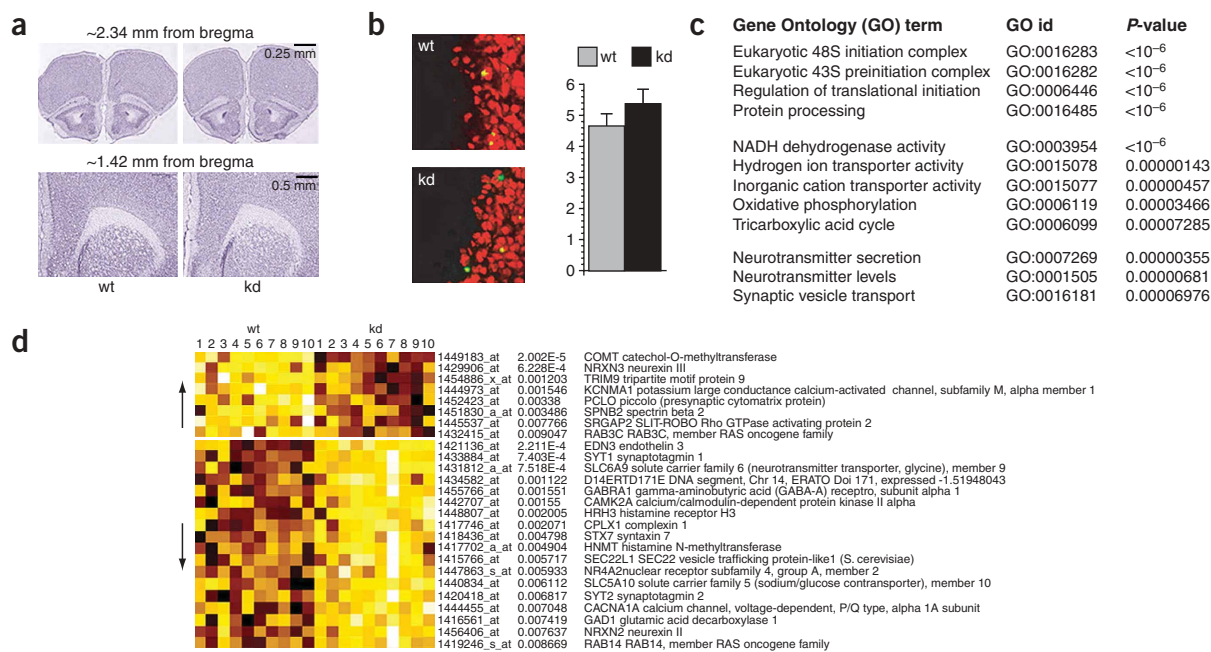 a
~2.34 mm from bregma
0.25 mm
~1.42 mm from bregma
0.5 mm
wt
kd
b
wt
kd
wt
kd
6
5
4
3
2
1
0
c
Gene Ontology (GO) term GO id P-value
Eukaryotic 48S initiation complex GO:0016283 <10⁻⁶
Eukaryotic 43S preinitiation complex GO:0016282 <10⁻⁶
Regulation of translational initiation GO:0006446 <10⁻⁶
Protein processing GO:0016485 <10⁻⁶
NADH dehydrogenase activity GO:0003954 <10⁻⁶
Hydrogen ion transporter activity GO:0015078 0.00000143
Inorganic cation transporter activity GO:0015077 0.00000457
Oxidative phosphorylation GO:0006119 0.00003466
Tricarboxylic acid cycle GO:0006099 0.00007285
Neurotransmitter secretion GO:0007269 0.00000355
Neurotransmitter levels GO:0001505 0.00000681
Synaptic vesicle transport GO:0016181 0.00006976
d
wt kd
1 2 3 4 5 6 7 8 9 10 1 2 3 4 5 6 7 8 9 10
1449183_at 2.002E-5 COMT catechol-O-methyltransferase
1429906_at 6.228E-4 NRXN3 neurexin III
1454886_x_at 0.001203 TRIM9 tripartite motif protein 9
1444973_at 0.001546 KCNMA1 potassium large conductance calcium-activated channel, subfamily M, alpha member 1
1452423_at 0.00338 PCLO piccolo (presynaptic cytomatrix protein)
1451830_a_at 0.003486 SPNB2 spectrin beta 2
1445537_at 0.007766 SRGAP2 SLIT-ROBO Rho GTPase activating protein 2
1432415_at 0.009047 RAB3C RAB3C, member RAS oncogene family
1421136_at 2.211E-4 EDN3 endothelin 3
1433884_at 7.403E-4 SYT1 synaptotagmin 1
1431812_a_at 7.518E-4 SLC6A9 solute carrier family 6 (neurotransmitter transporter, glycine), member 9
1434582_at 0.001122 D14ERTD171E DNA segment, Chr 14, ERATO Doi 171, expressed -1.51948043
1455766_at 0.001551 GABRA1 gamma-aminobutyric acid (GABA-A) receptro, subunit alpha 1
1442707_at 0.00155 CAMK2A calcium/calmodulin-dependent protein kinase II alpha
1448807_at 0.002005 HRH3 histamine receptor H3
1417746_at 0.002071 CPLX1 complexin 1
1418436_at 0.004798 STX7 syntaxin 7
1417702_a_at 0.004904 HNMT histamine N-methyltransferase
1415766_at 0.005717 SEC22L1 SEC22 vesicle trafficking protein-like1 (S. cerevisiae)
1447863_s_at 0.005933 NR4A2nuclear receptor subfamily 4, group A, member 2
1440834_at 0.006112 SLC5A10 solute carrier family 5 (sodium/glucose contransporter), member 10
1420418_at 0.006817 SYT2 synaptotagmin 2
1444455_at 0.007048 CACNA1A calcium channel, voltage-dependent, P/Q type, alpha 1A subunit
1416561_at 0.007419 GAD1 glutamic acid decarboxylase 1
1456406_at 0.007637 NRXN2 neurexin II
1419246_s_at 0.008669 RAB14 RAB14, member RAS oncogene family